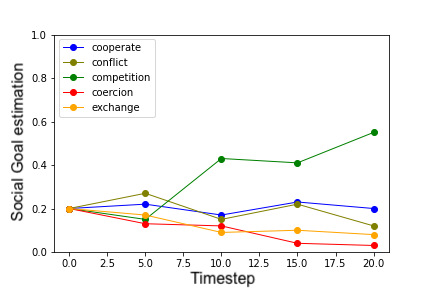 cooperate
conflict
competition
coercion
exchange
Social Goal estimation
1.0
0.8
0.6
0.4
0.2
0.0
0.0 2.5 5.0 7.5 10.0 12.5 15.0 17.5 20.0
Timestep